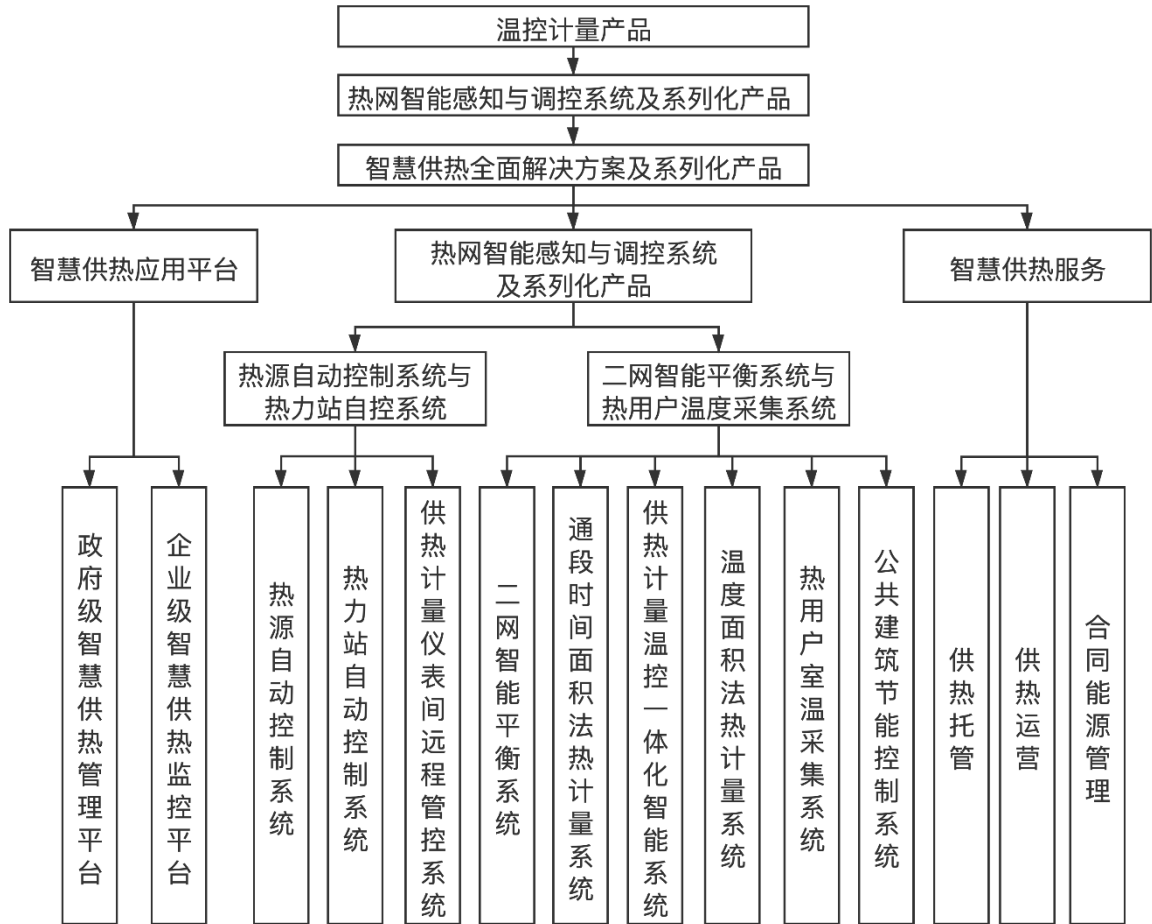 温控计量产品
热网智能感知与调控系统及系列化产品
智慧供热全面解决方案及系列化产品
智慧供热应用平台
热网智能感知与调控系统
及系列化产品
智慧供热服务
热源自动控制系统与
热力站自控系统
二网智能平衡系统与
热用户温度采集系统
政府级智慧供热管理平台
企业级智慧供热监控平台
热源自动控制系统
热力站自动控制系统
供热计量仪表间远程管控系统
二网智能平衡系统
通段时间面积法热计量系统
供热计量温控一体化智能系统
温度面积法热计量系统
热用户室温采集系统
公共建筑节能控制系统
供热托管
供热运营
合同能源管理